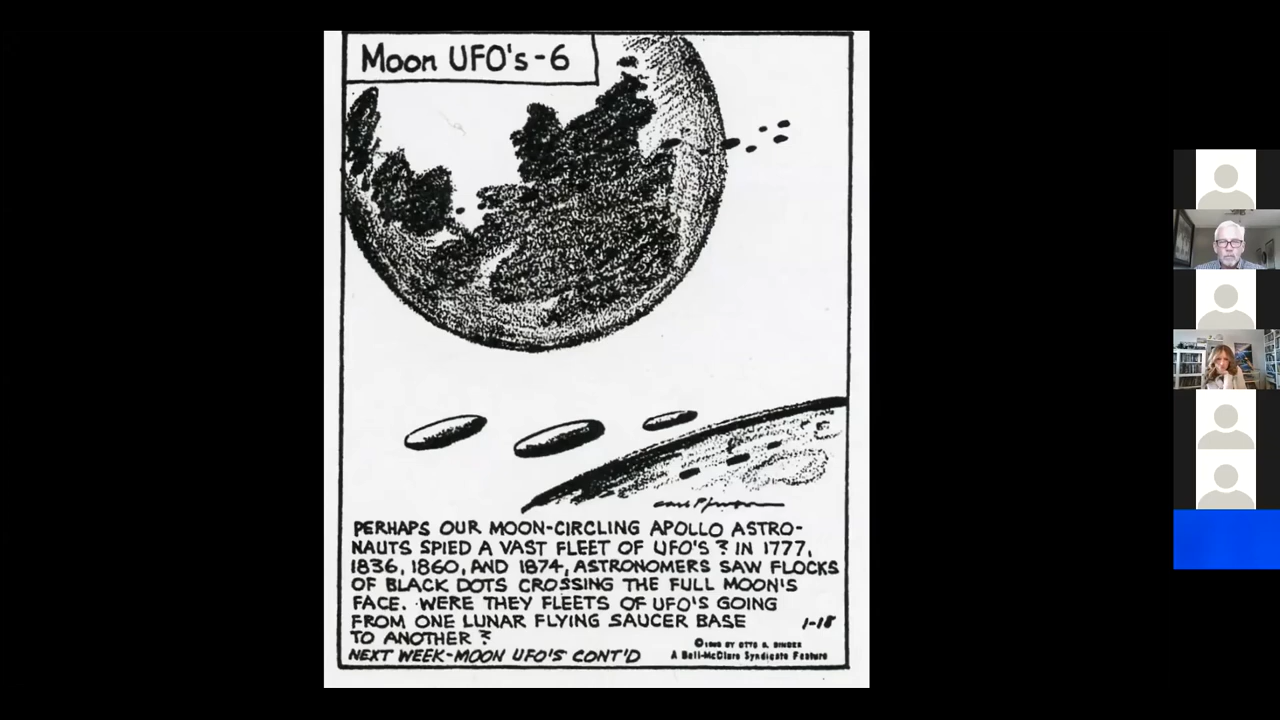 Moon UFO's-6
PERHAPS OUR MOON-CIRCLING APOLLO ASTRO-
NAUTS SPIED A VAST FLEET OF UFO'S? IN 1777,
1836, 1860, AND 1874, ASTRONOMERS SAW FLOCKS
OF BLACK DOTS CROSSING THE FULL MOON'S
FACE. WERE THEY FLEETS OF UFO'S GOING
FROM ONE LUNAR FLYING SAUCER BASE
TO ANOTHER?
1-18
NEXT WEEK-MOON UFO'S CONT'D
© BY OTTO O. BINDER
A Bell-McClure Syndicate Feature